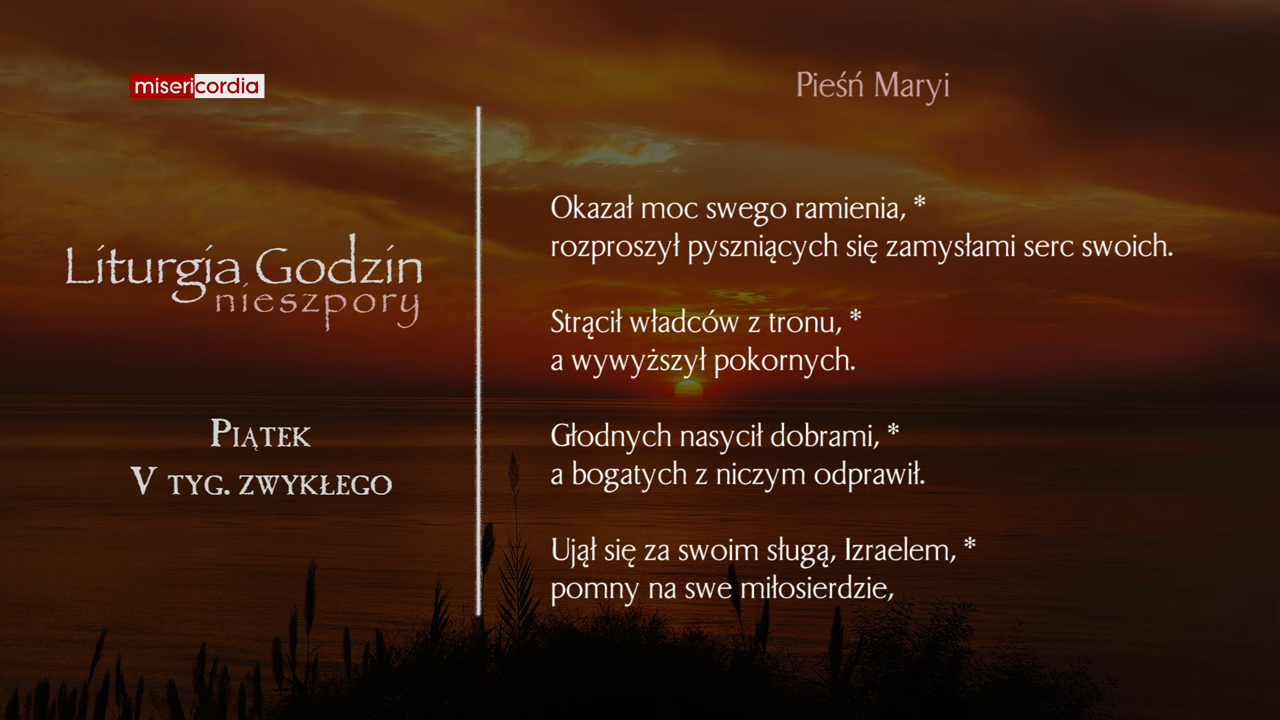 misericordia
Liturgia Godzin
nieszpory
Piątek
V tyg. zwykłego
Pieśń Maryi
Okazał moc swego ramienia, *
rozproszył pyszniących się zamysłami serc swoich.
Strącił władców z tronu, *
a wywyższył pokornych.
Głodnych nasycił dobrami, *
a bogatych z niczym odprawił.
Ujął się za swoim sługą, Izraelem, *
pomny na swe miłosierdzie,